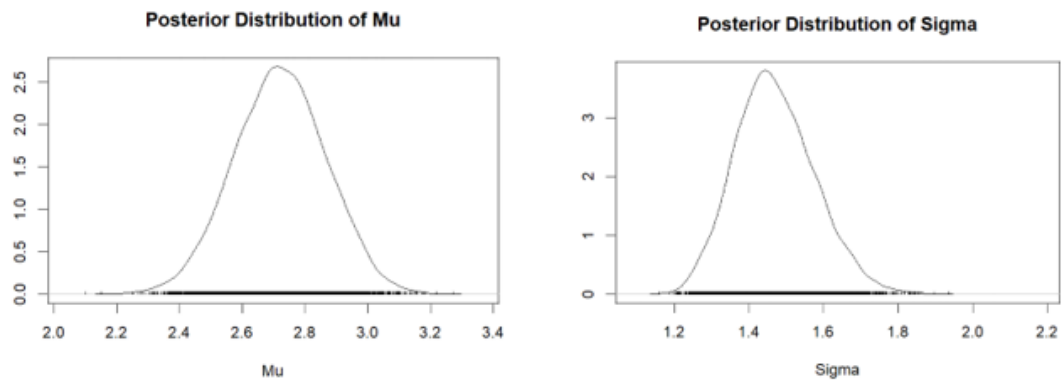 Posterior Distribution of Mu
2.5
2.0
1.5
1.0
0.5
0.0
2.0 2.2 2.4 2.6 2.8 3.0 3.2 3.4
Mu
Posterior Distribution of Sigma
3
2
1
0
1.2 1.4 1.6 1.8 2.0 2.2
Sigma